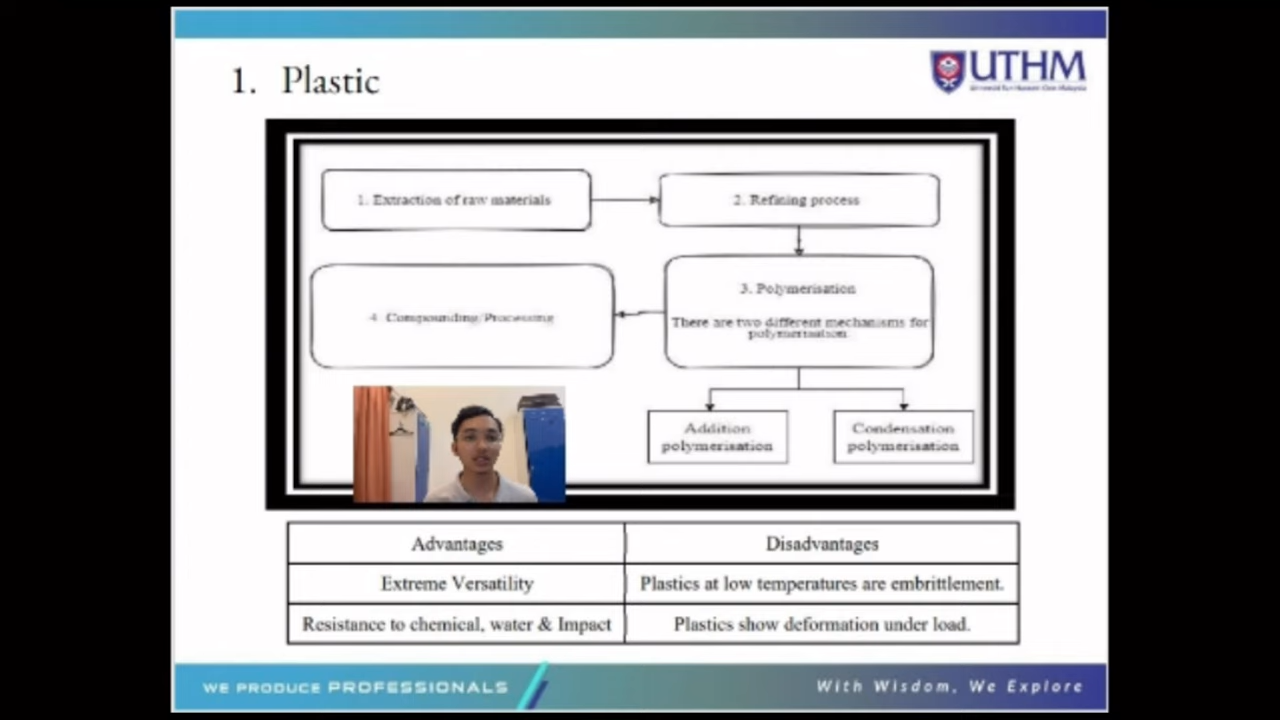 1. Plastic
UTHM
1. Extraction of raw materials
2. Refining process
3. Polymerisation
There are two different mechanisms for
polymerisation.
4. Compounding/Processing
Addition
polymerisation
Condensation
polymerisation
Advantages
Disadvantages
Extreme Versatility
Plastics at low temperatures are embrittlement.
Resistance to chemical, water & Impact
Plastics show deformation under load.
WE PRODUCE PROFESSIONALS
With Wisdom, We Explore